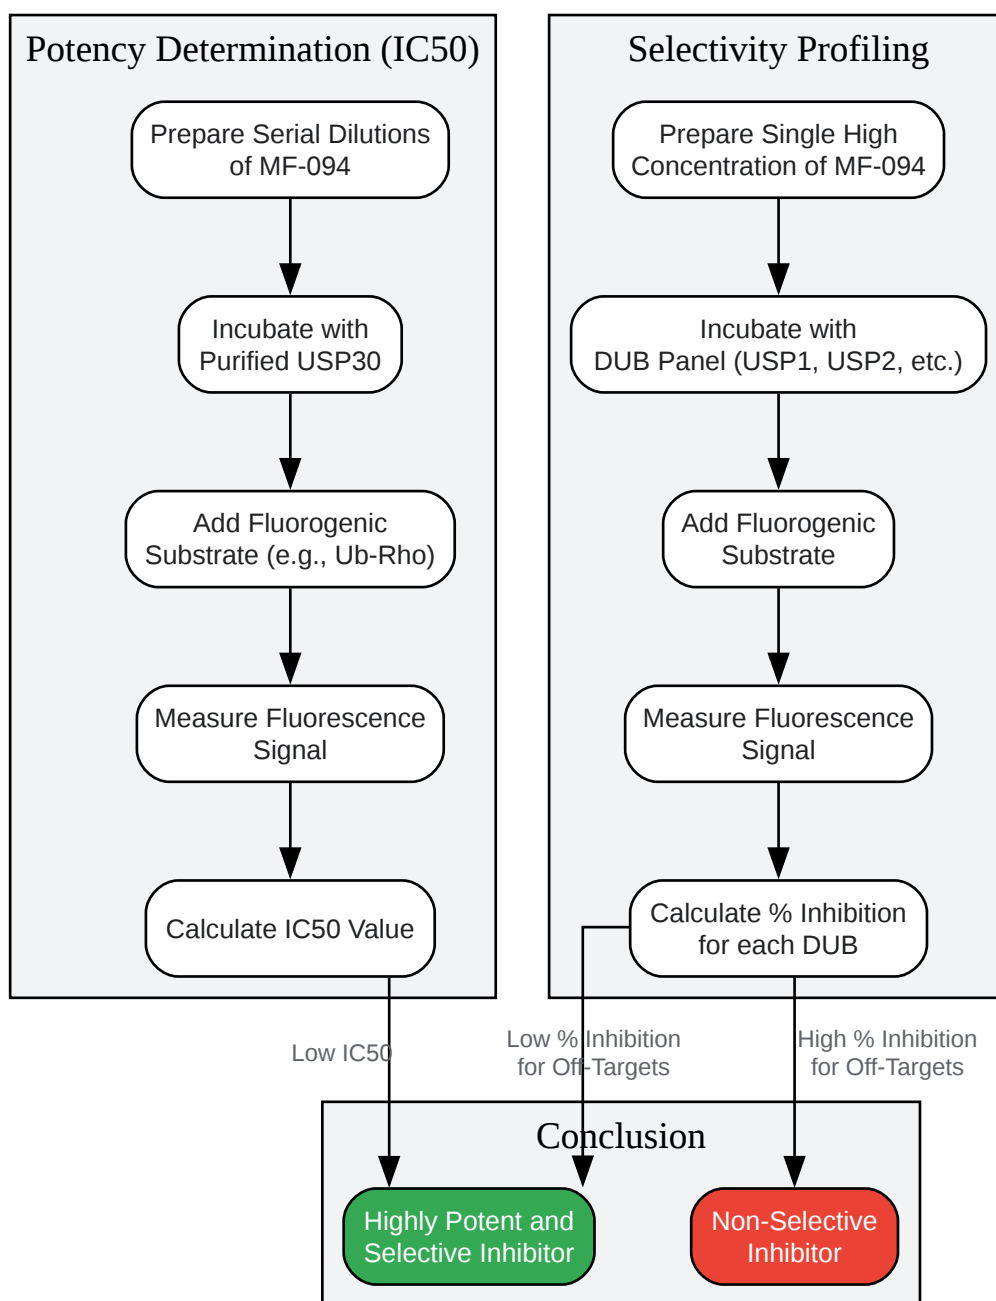 Potency Determination (IC50)
Prepare Serial Dilutions
of MF-094
Incubate with
Purified USP30
Add Fluorogenic
Substrate (e.g., Ub-Rho)
Measure Fluorescence
Signal
Calculate IC50 Value
Selectivity Profiling
Prepare Single High
Concentration of MF-094
Incubate with
DUB Panel (USP1, USP2, etc.)
Add Fluorogenic
Substrate
Measure Fluorescence
Signal
Calculate % Inhibition
for each DUB
Low IC50
Low % Inhibition
for Off-Targets
High % Inhibition
for Off-Targets
Conclusion
Highly Potent and
Selective Inhibitor
Non-Selective
Inhibitor